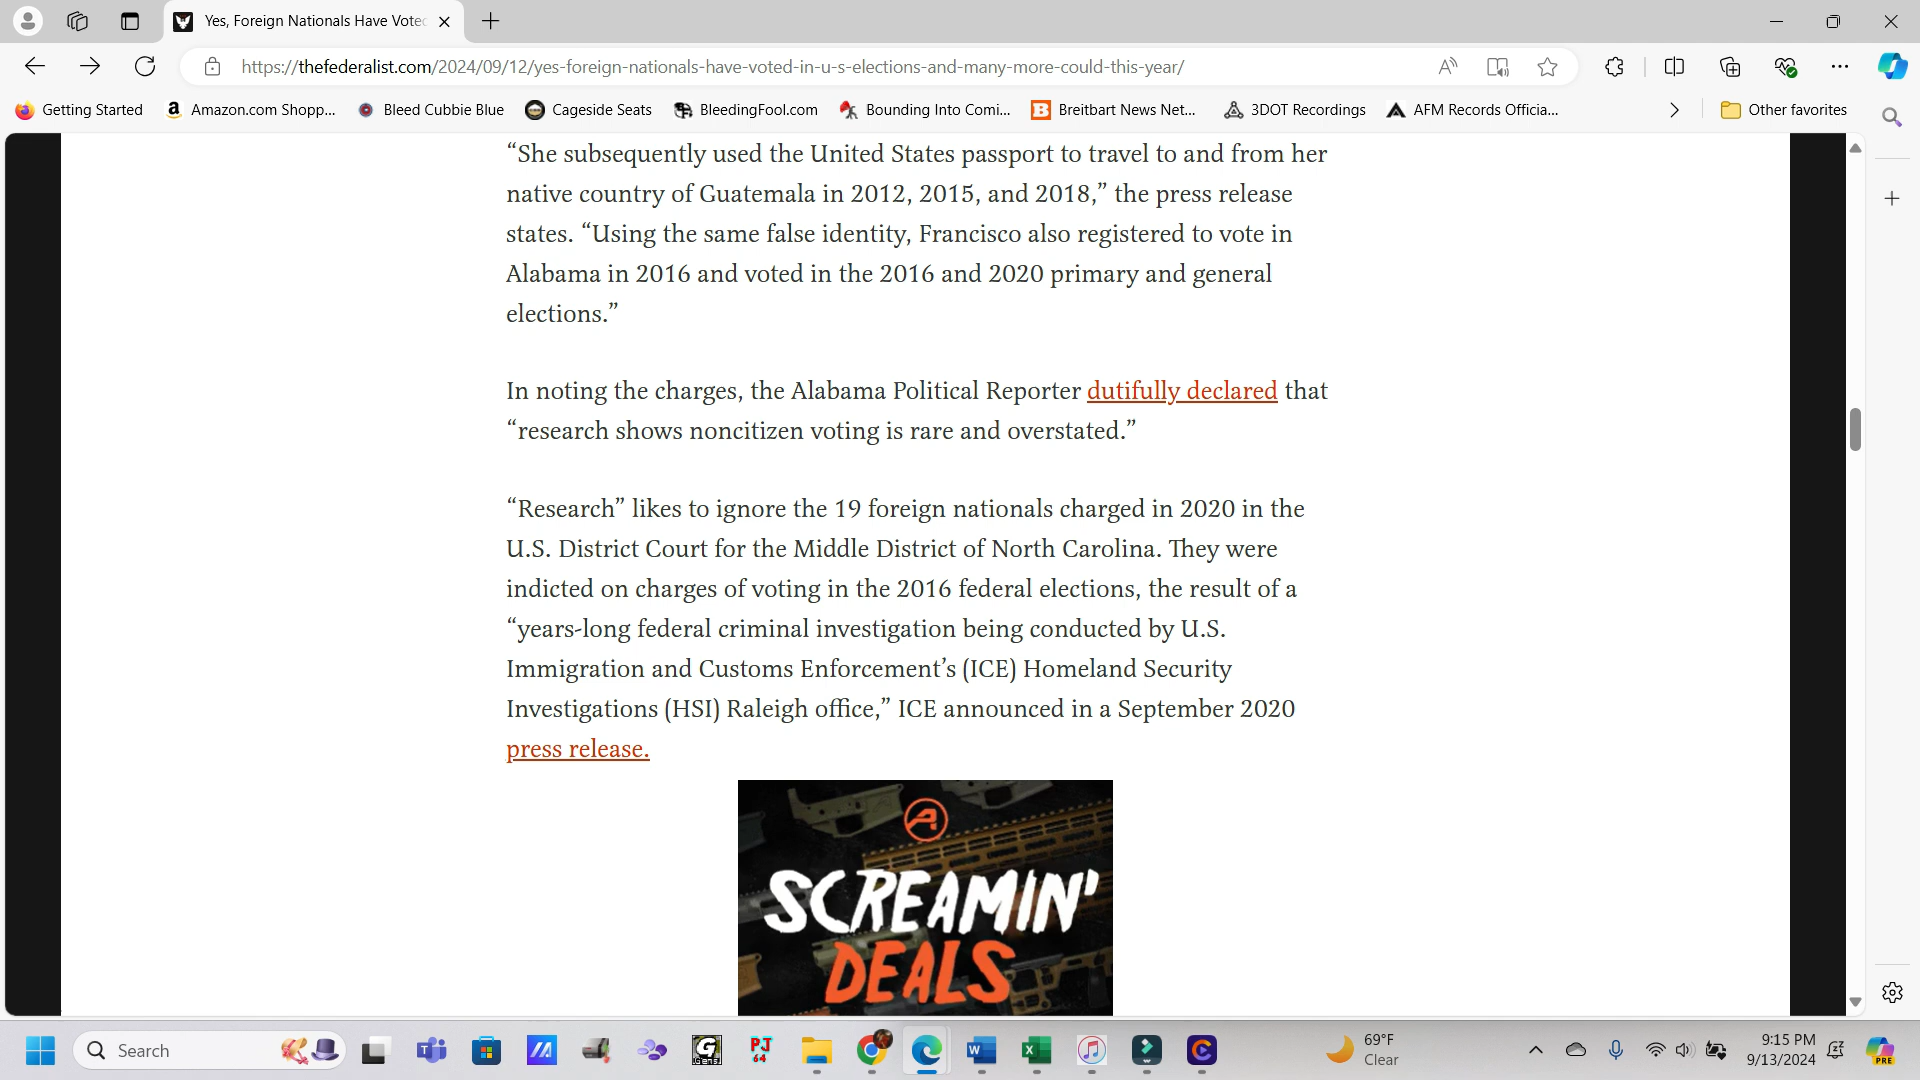 Yes, Foreign Nationals Have Voted
https://thefederalist.com/2024/09/12/yes-foreign-nationals-have-voted-in-u-s-elections-and-many-more-could-this-year/
Getting Started
Amazon.com Shopp...
Bleed Cubbie Blue
Cageside Seats
BleedingFool.com
Bounding Into Comi...
Breitbart News Net...
3DOT Recordings
AFM Records Officia...
Other favorites
“She subsequently used the United States passport to travel to and from her
native country of Guatemala in 2012, 2015, and 2018,” the press release
states. “Using the same false identity, Francisco also registered to vote in
Alabama in 2016 and voted in the 2016 and 2020 primary and general
elections.”
In noting the charges, the Alabama Political Reporter dutifully declared that
“research shows noncitizen voting is rare and overstated.”
“Research” likes to ignore the 19 foreign nationals charged in 2020 in the
U.S. District Court for the Middle District of North Carolina. They were
indicted on charges of voting in the 2016 federal elections, the result of a
“years-long federal criminal investigation being conducted by U.S.
Immigration and Customs Enforcement’s (ICE) Homeland Security
Investigations (HSI) Raleigh office,” ICE announced in a September 2020
press release.
SCREAMIN'
DEALS
Search
69°F
Clear
9:15 PM
9/13/2024